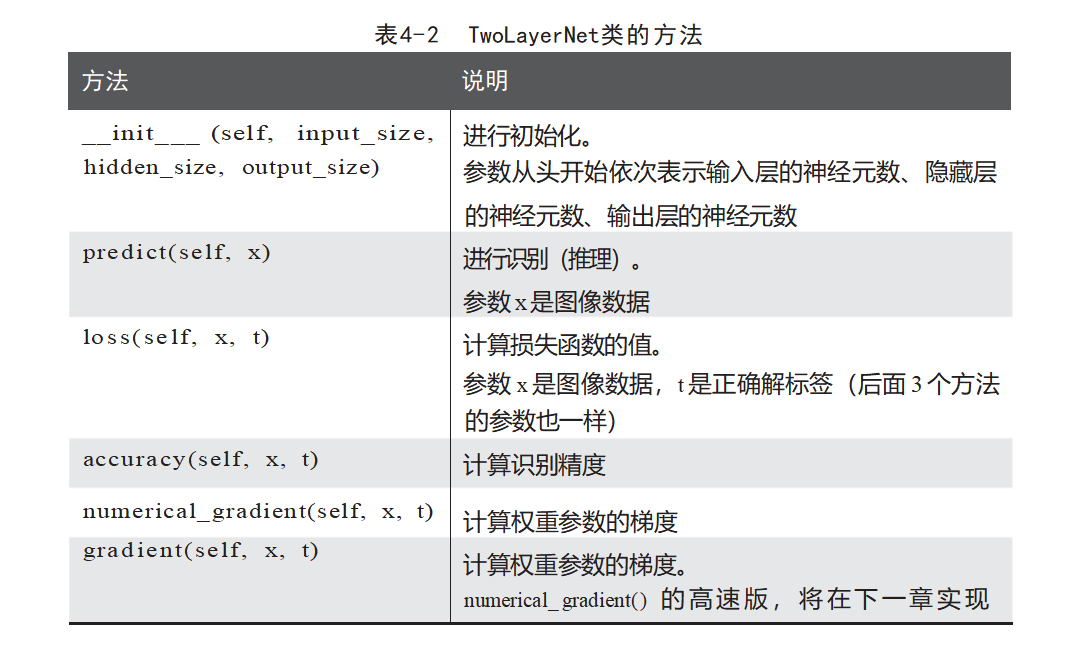 表4-2 TwoLayerNet类的方法
方法 说明
__init___ (self, input_size, 进行初始化。
hidden_size, output_size) 参数从头开始依次表示输入层的神经元数、隐藏层
的神经元数、输出层的神经元数
predict(self, x) 进行识别（推理）。
参数 x 是图像数据
loss(self, x, t) 计算损失函数的值。
参数 x 是图像数据，t 是正确解标签（后面 3 个方法
的参数也一样）
accuracy(self, x, t) 计算识别精度
numerical_gradient(self, x, t) 计算权重参数的梯度
gradient(self, x, t) 计算权重参数的梯度。
numerical_gradient() 的高速版，将在下一章实现